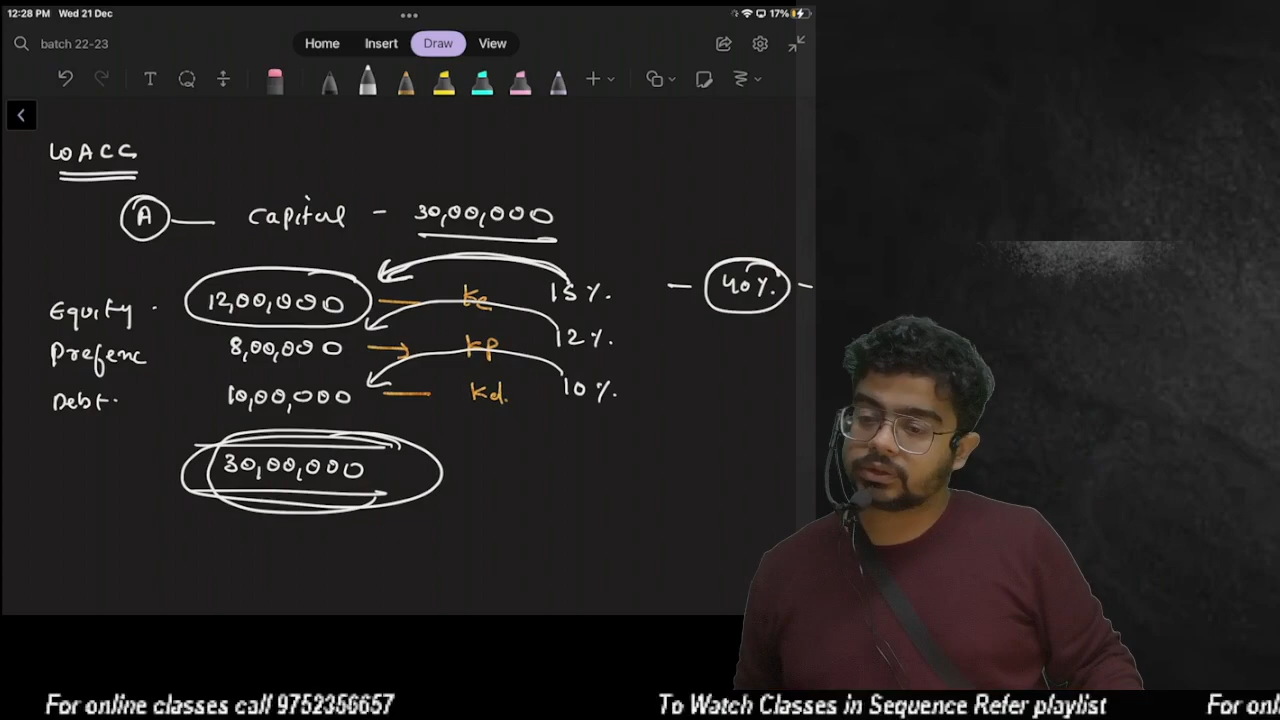 12:28 PM Wed 21 Dec
17%
batch 22-23
Home Insert Draw View
WACC
A — Capital - 30,00,000
Equity - 12,00,000 — Ke 15%. - 40%. -
Prefenc 8,00,000 → Kp 12%.
Debt. 10,00,000 — Kd. 10%.
30,00,000
For online classes call 9752356657 To Watch Classes in Sequence Refer playlist For onl